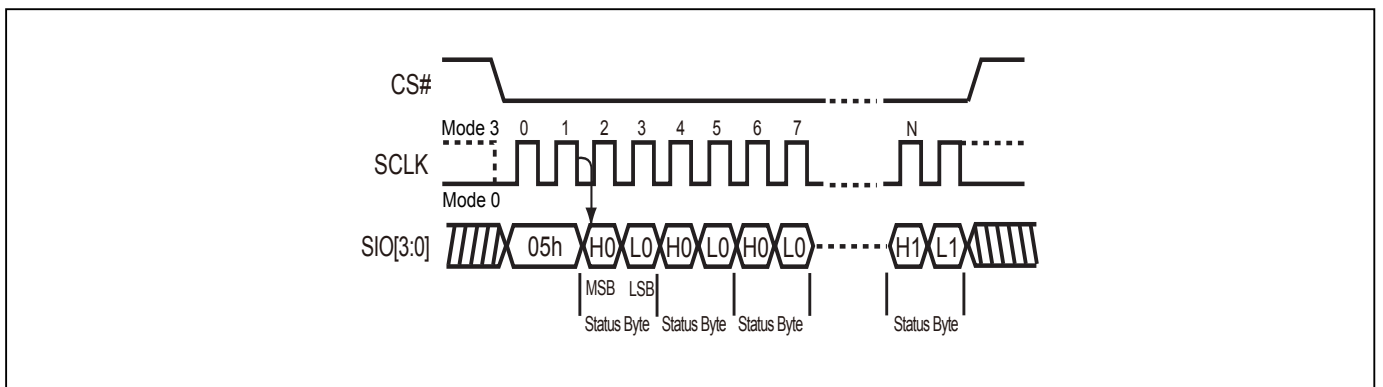 CS#
Mode 3 0 1 2 3 4 5 6 7 N
SCLK
Mode 0
SIO[3:0] 05h H0 L0 H0 L0 H0 L0 H1 L1
MSB LSB
Status Byte Status Byte Status Byte Status Byte